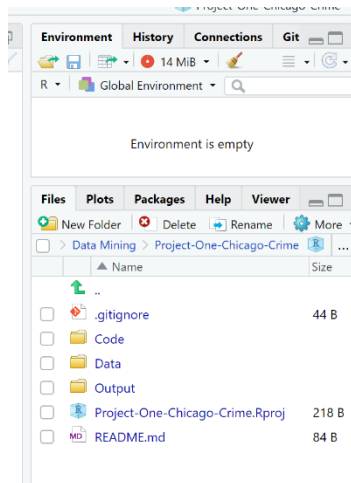 Project-One-Chicago-Crime
Environment History Connections Git
14 MiB
R Global Environment
Environment is empty
Files Plots Packages Help Viewer
New Folder Delete Rename More
Data Mining > Project-One-Chicago-Crime R ...
Name Size
..
.gitignore 44 B
Code
Data
Output
R Project-One-Chicago-Crime.Rproj 218 B
MD README.md 84 B